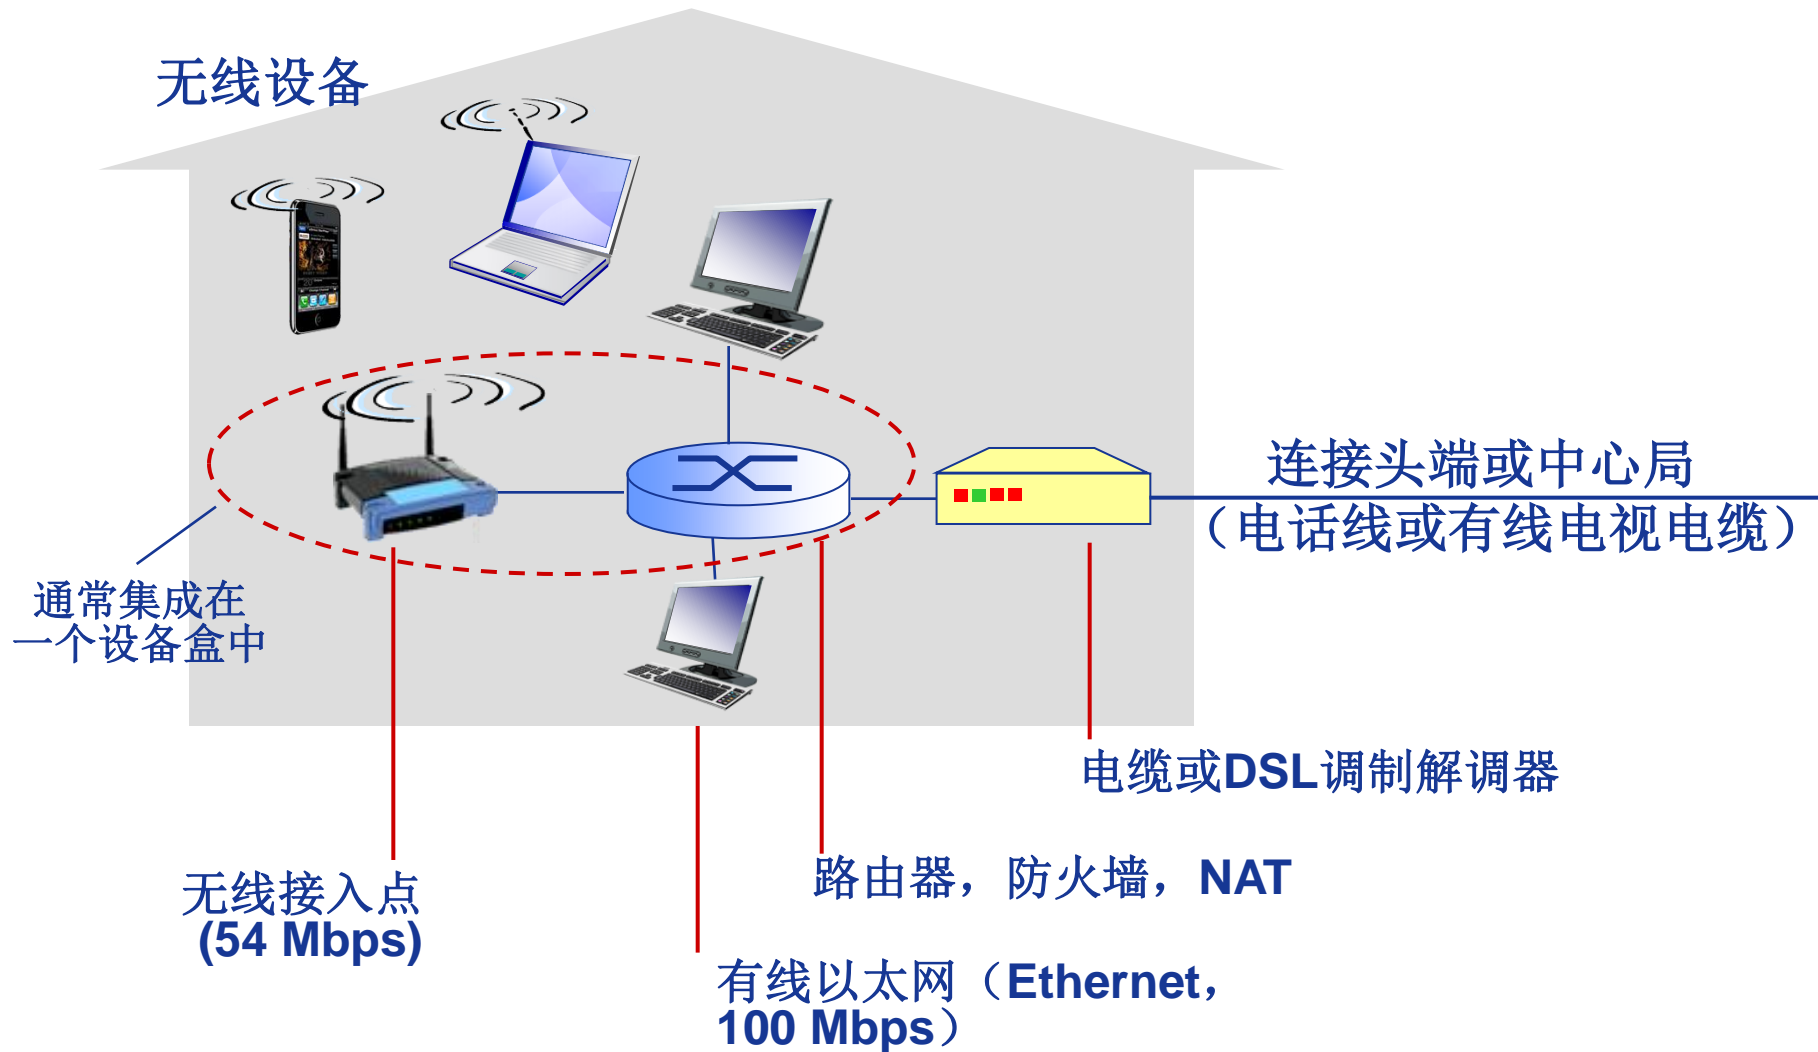 无线设备
连接头端或中心局
（电话线或有线电视电缆）
通常集成在
一个设备盒中
电缆或DSL调制解调器
路由器，防火墙，NAT
无线接入点
(54 Mbps)
有线以太网（Ethernet，
100 Mbps）